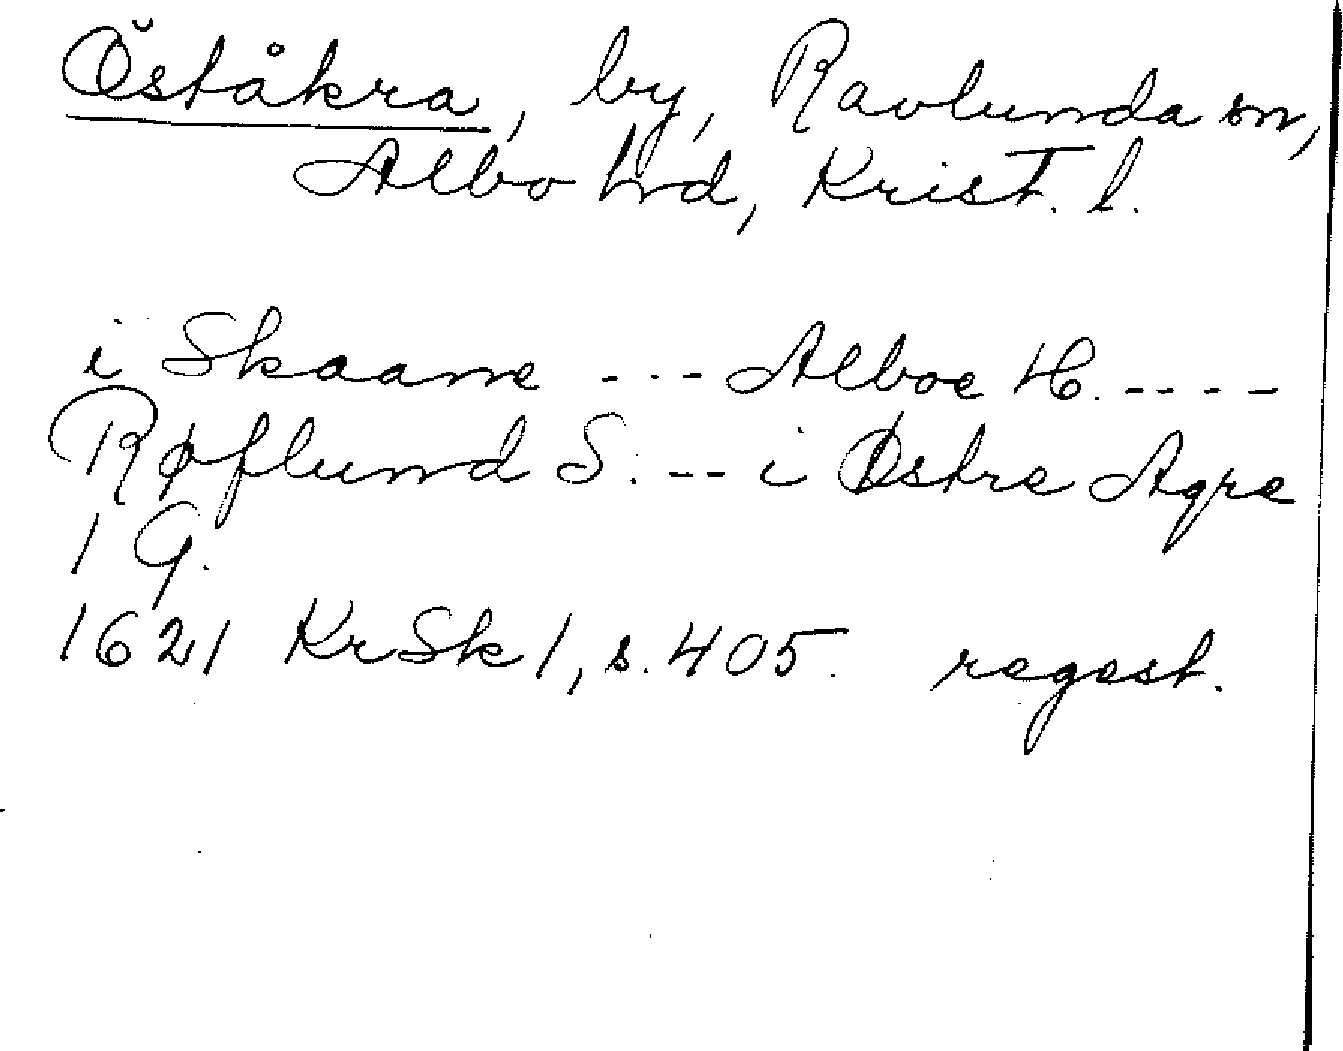 Öståkra, by, Ravlunda sn,
Albo hd, Krist. l.
i Skaane --- Alboe H. ----
Røflund S. -- i Østre Agre
1 G.
1621 KrSk 1, s. 405. regest.